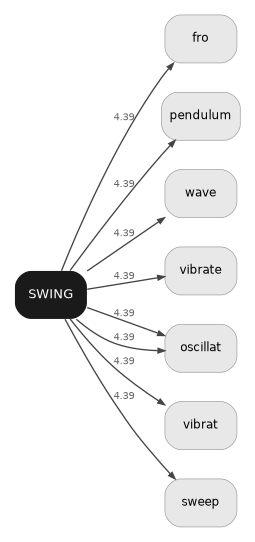 fro
4.39
pendulum
4.39
wave
4.39
vibrate
4.39
SWING
4.39
oscillat
4.39
4.39
vibrat
4.39
sweep